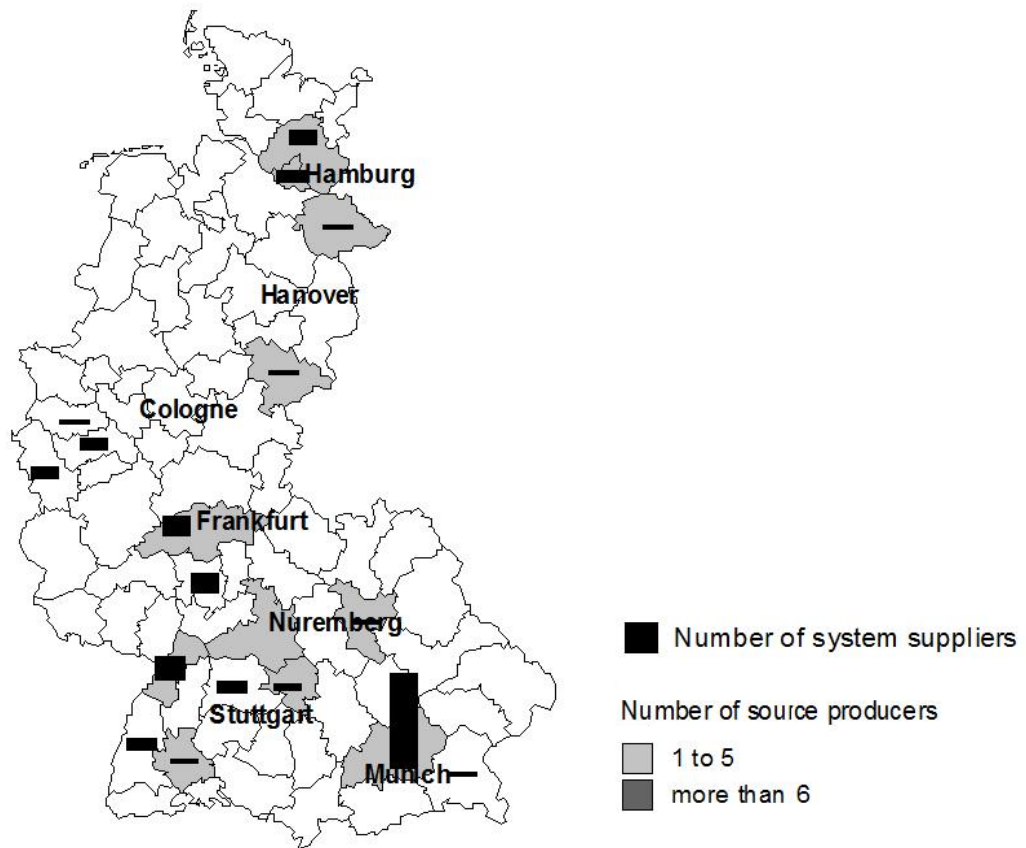 Hamburg
Hanover
Cologne
Frankfurt
Nuremberg
Stuttgart
Munich
Number of system suppliers
Number of source producers
1 to 5
more than 6